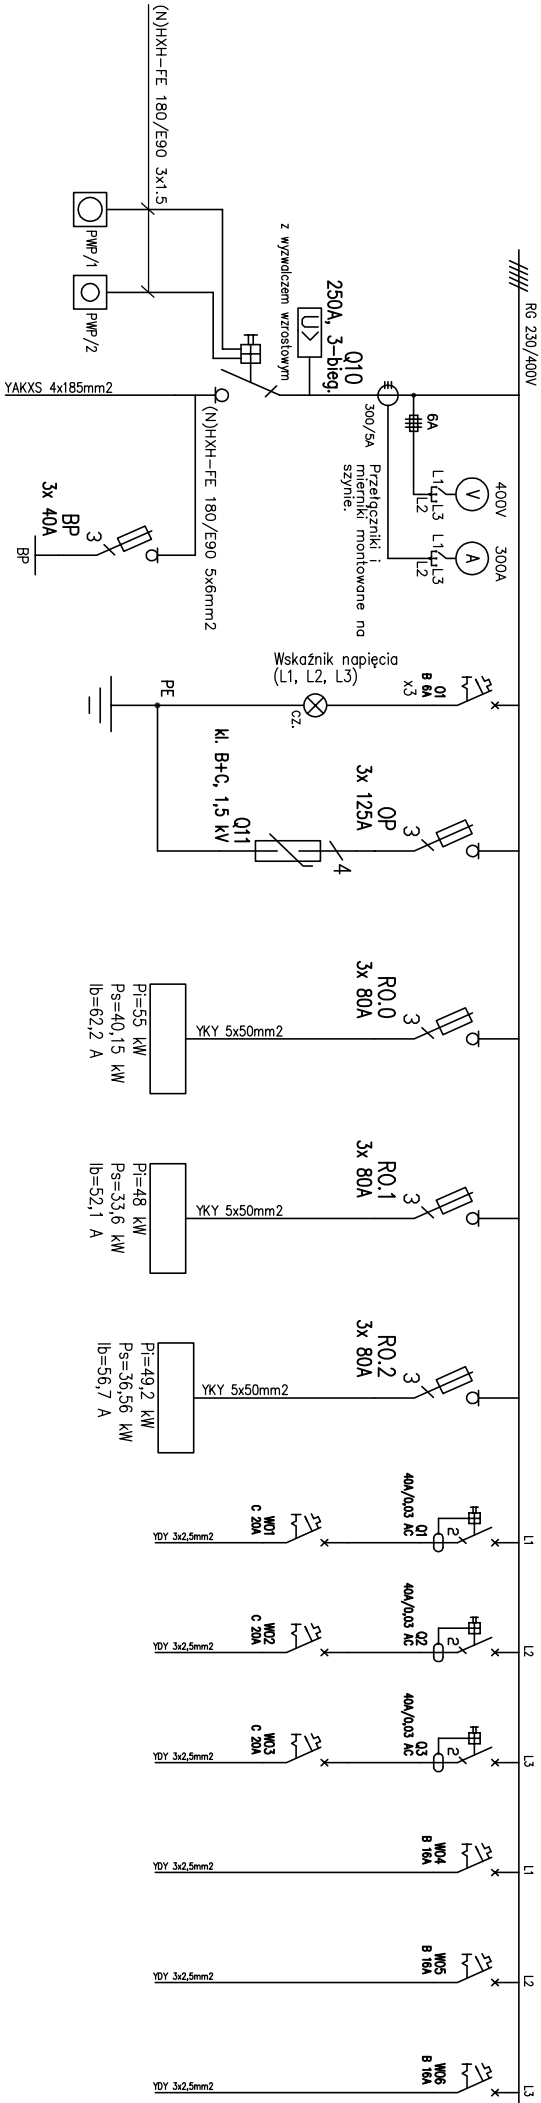 RG 230/400V
(N)HXH-FE 180/E90 3x1.5
PWP/1
PWP/2
z wyzwalczem wzrostowym
Q10
250A, 3-bieg.
U>
YAKXS 4x185mm2
(N)HXH-FE 180/E90 5x6mm2
300/5A
6A
400V
V
L1
L2
L3
300A
A
L1
L2
L3
Przełączniki i
mierniki montowane na
szynie.
BP
3x 40A
3
BP
01
B 6A
x3
Wskaźnik napięcia
(L1, L2, L3)
cz.
PE
OP
3x 125A
3
4
Q11
kl. B+C, 1,5 kV
RO.0
3x 80A
3
YKY 5x50mm2
Pi=55 kW
Ps=40,15 kW
Ib=62,2 A
RO.1
3x 80A
3
YKY 5x50mm2
Pi=48 kW
Ps=33,6 kW
Ib=52,1 A
RO.2
3x 80A
3
YKY 5x50mm2
Pi=49,2 kW
Ps=36,56 kW
Ib=56,7 A
L1
Q1
40A/0,03 AC
2
WO1
C 20A
YDY 3x2,5mm2
L2
Q2
40A/0,03 AC
2
WO2
C 20A
YDY 3x2,5mm2
L3
Q3
40A/0,03 AC
2
WO3
C 20A
YDY 3x2,5mm2
L1
WO4
B 16A
YDY 3x2,5mm2
L2
WO5
B 16A
YDY 3x2,5mm2
L3
WO6
B 16A
YDY 3x2,5mm2